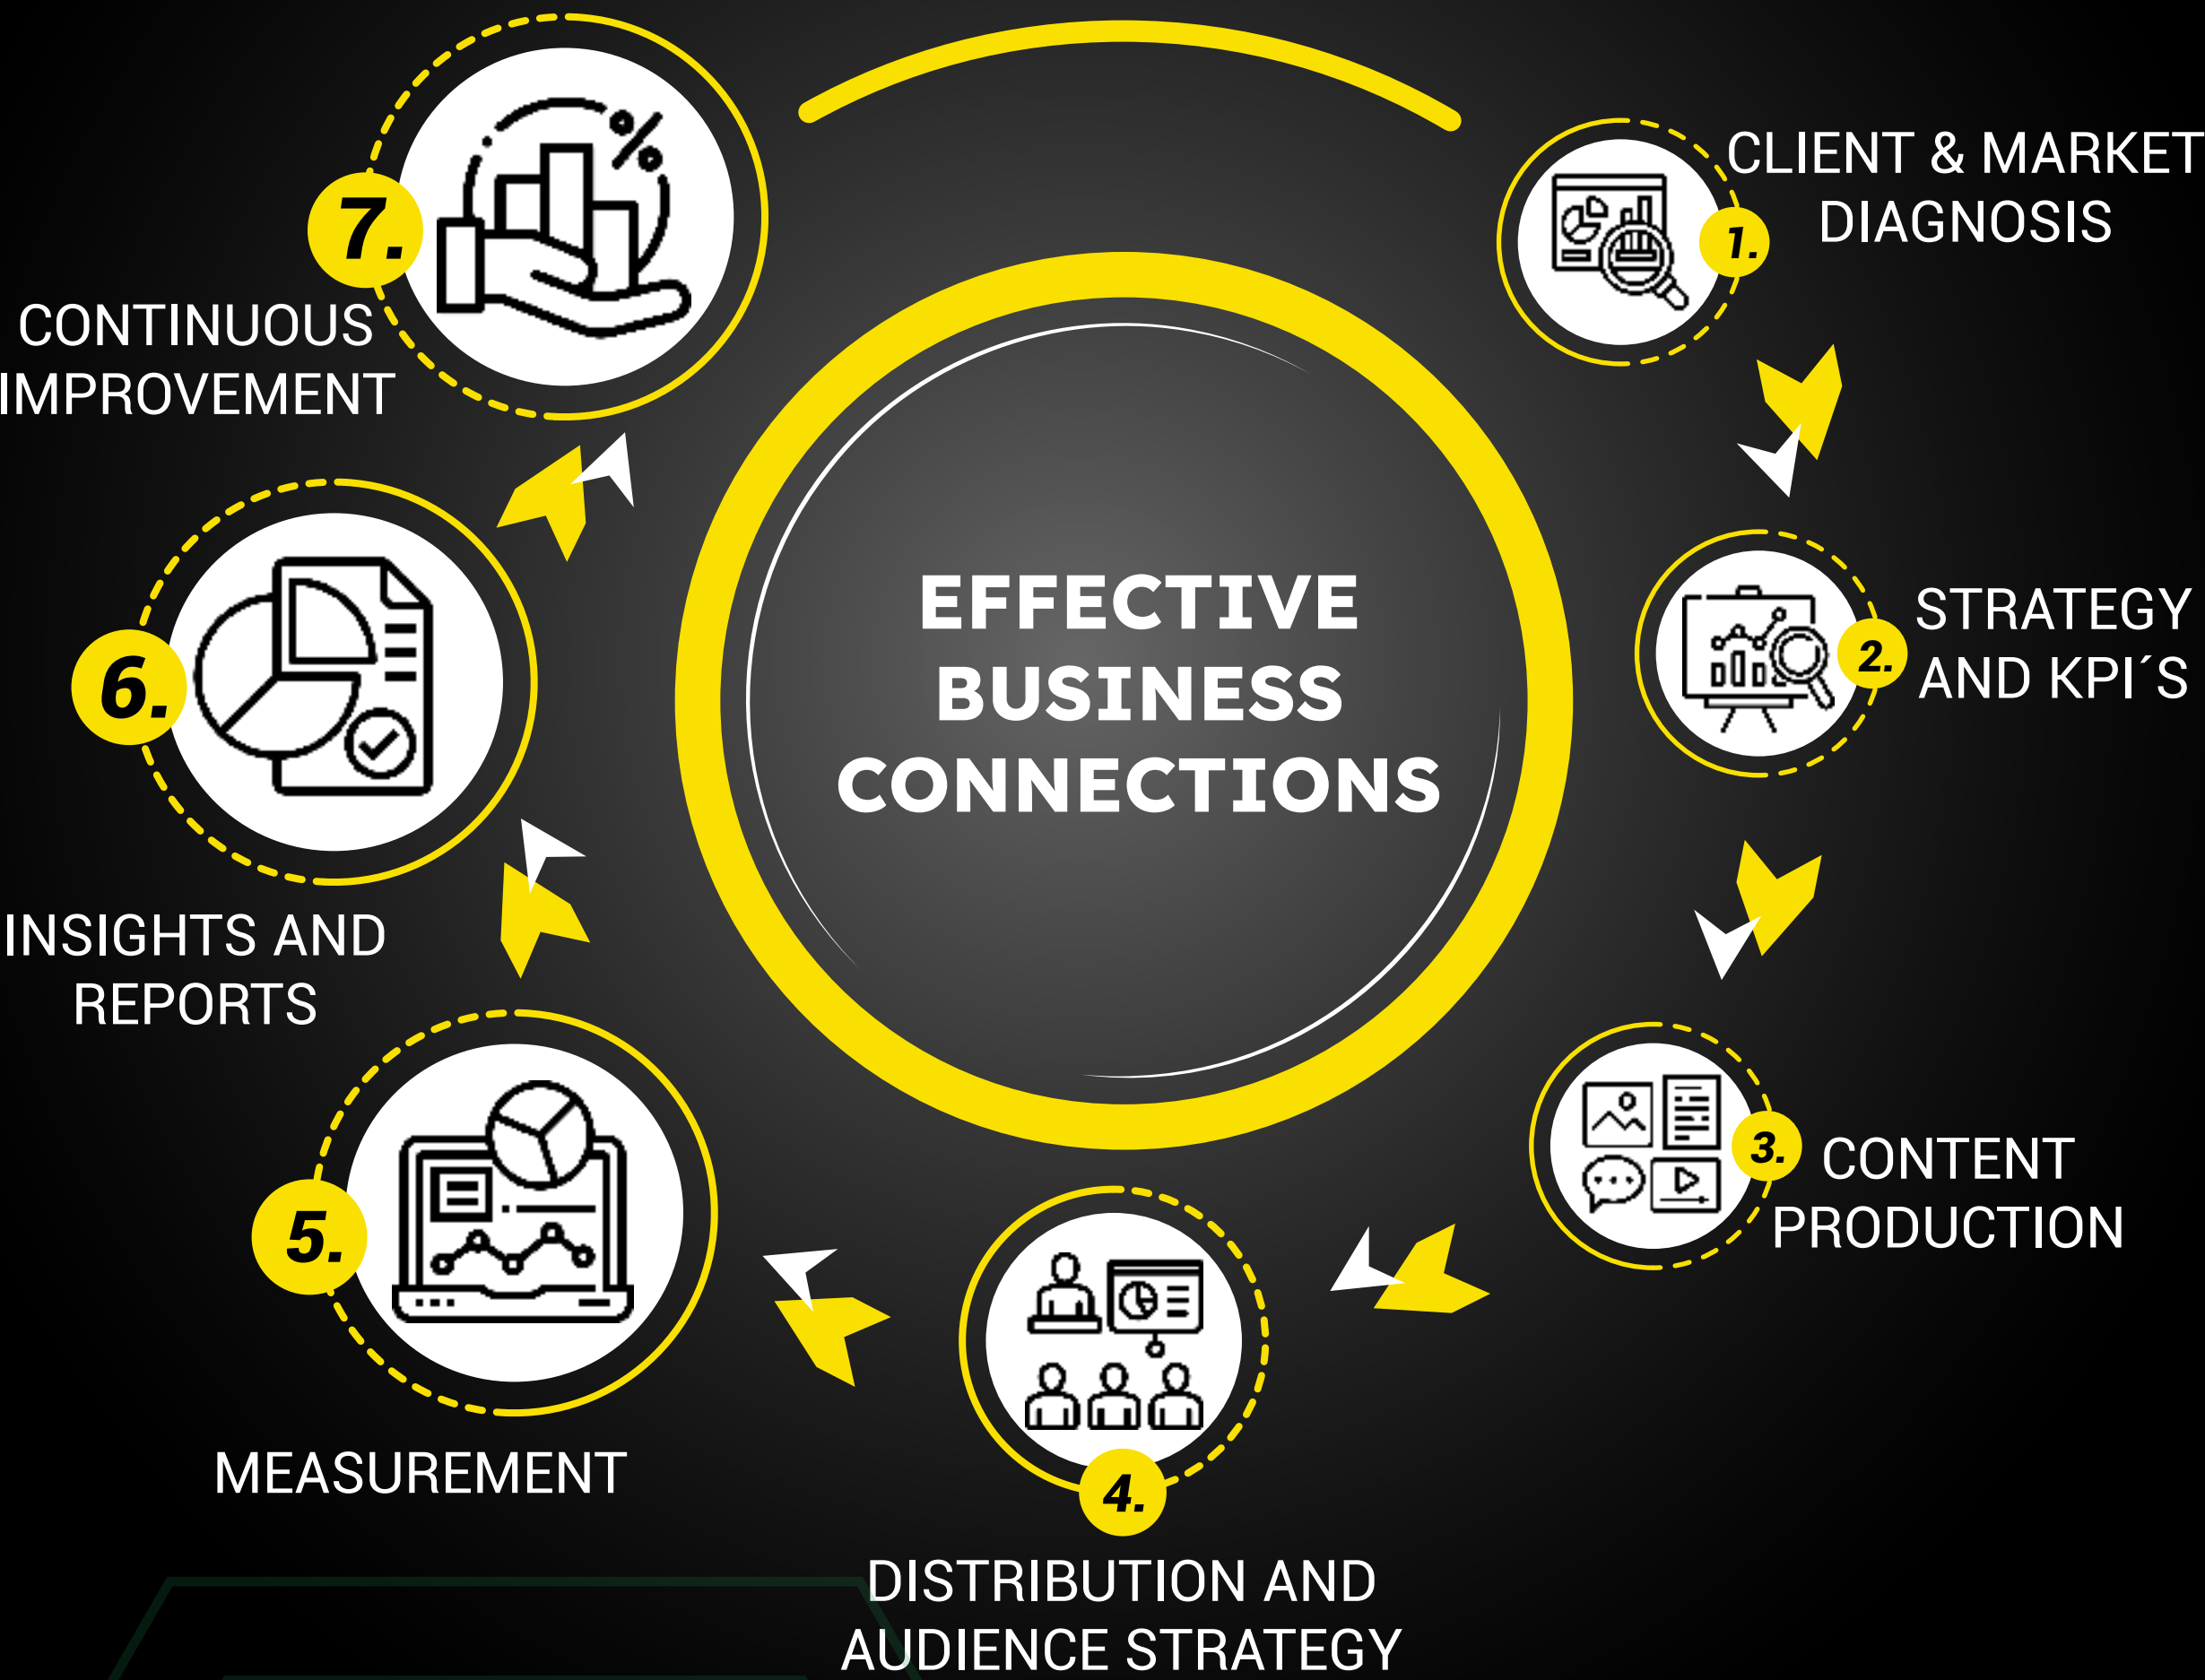 EFFECTIVE
BUSINESS
CONNECTIONS
1.
CLIENT & MARKET
DIAGNOSIS
2.
STRATEGY
AND KPI´S
3.
CONTENT
PRODUCTION
4.
DISTRIBUTION AND
AUDIENCE STRATEGY
5.
MEASUREMENT
6.
INSIGHTS AND
REPORTS
7.
CONTINUOUS
IMPROVEMENT
%